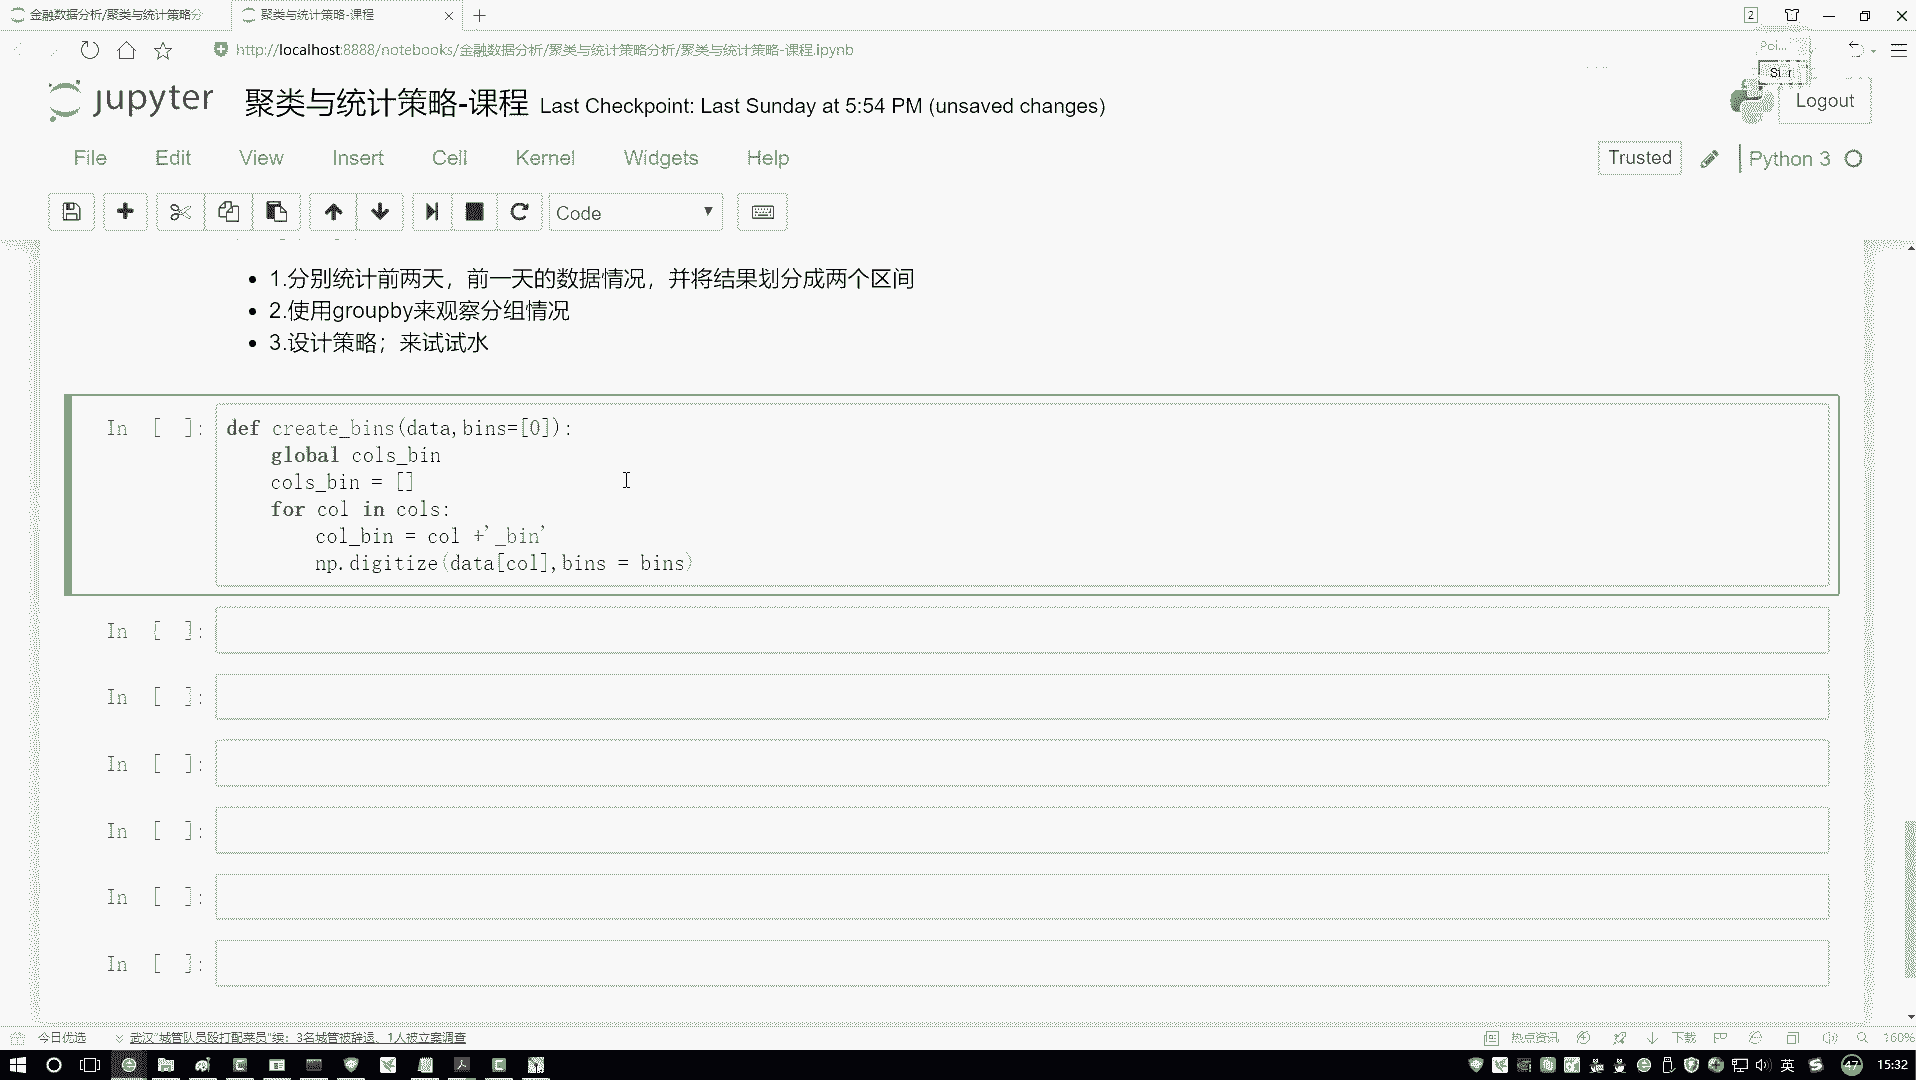 金融数据分析/聚类与统计策略分
聚类与统计策略-课程
2
http://localhost:8888/notebooks/金融数据分析/聚类与统计策略分析/聚类与统计策略-课程.ipynb
jupyter
聚类与统计策略-课程 Last Checkpoint: Last Sunday at 5:54 PM (unsaved changes)
Logout
File Edit View Insert Cell Kernel Widgets Help
Trusted
Python 3
Code
1.分别统计前两天，前一天的数据情况，并将结果划分成两个区间
2.使用groupby来观察分组情况
3.设计策略；来试试水
In [ ]:
def create_bins(data,bins=[0]):
global cols_bin
cols_bin = []
for col in cols:
col_bin = col +'_bin'
np.digitize(data[col],bins = bins)
In [ ]:
In [ ]:
In [ ]:
In [ ]:
In [ ]:
In [ ]:
今日优选
武汉"城管队员殴打配菜员"续：3名城管被辞退、1人被立案调查
热点资讯
下载
160%
英
47
15:32